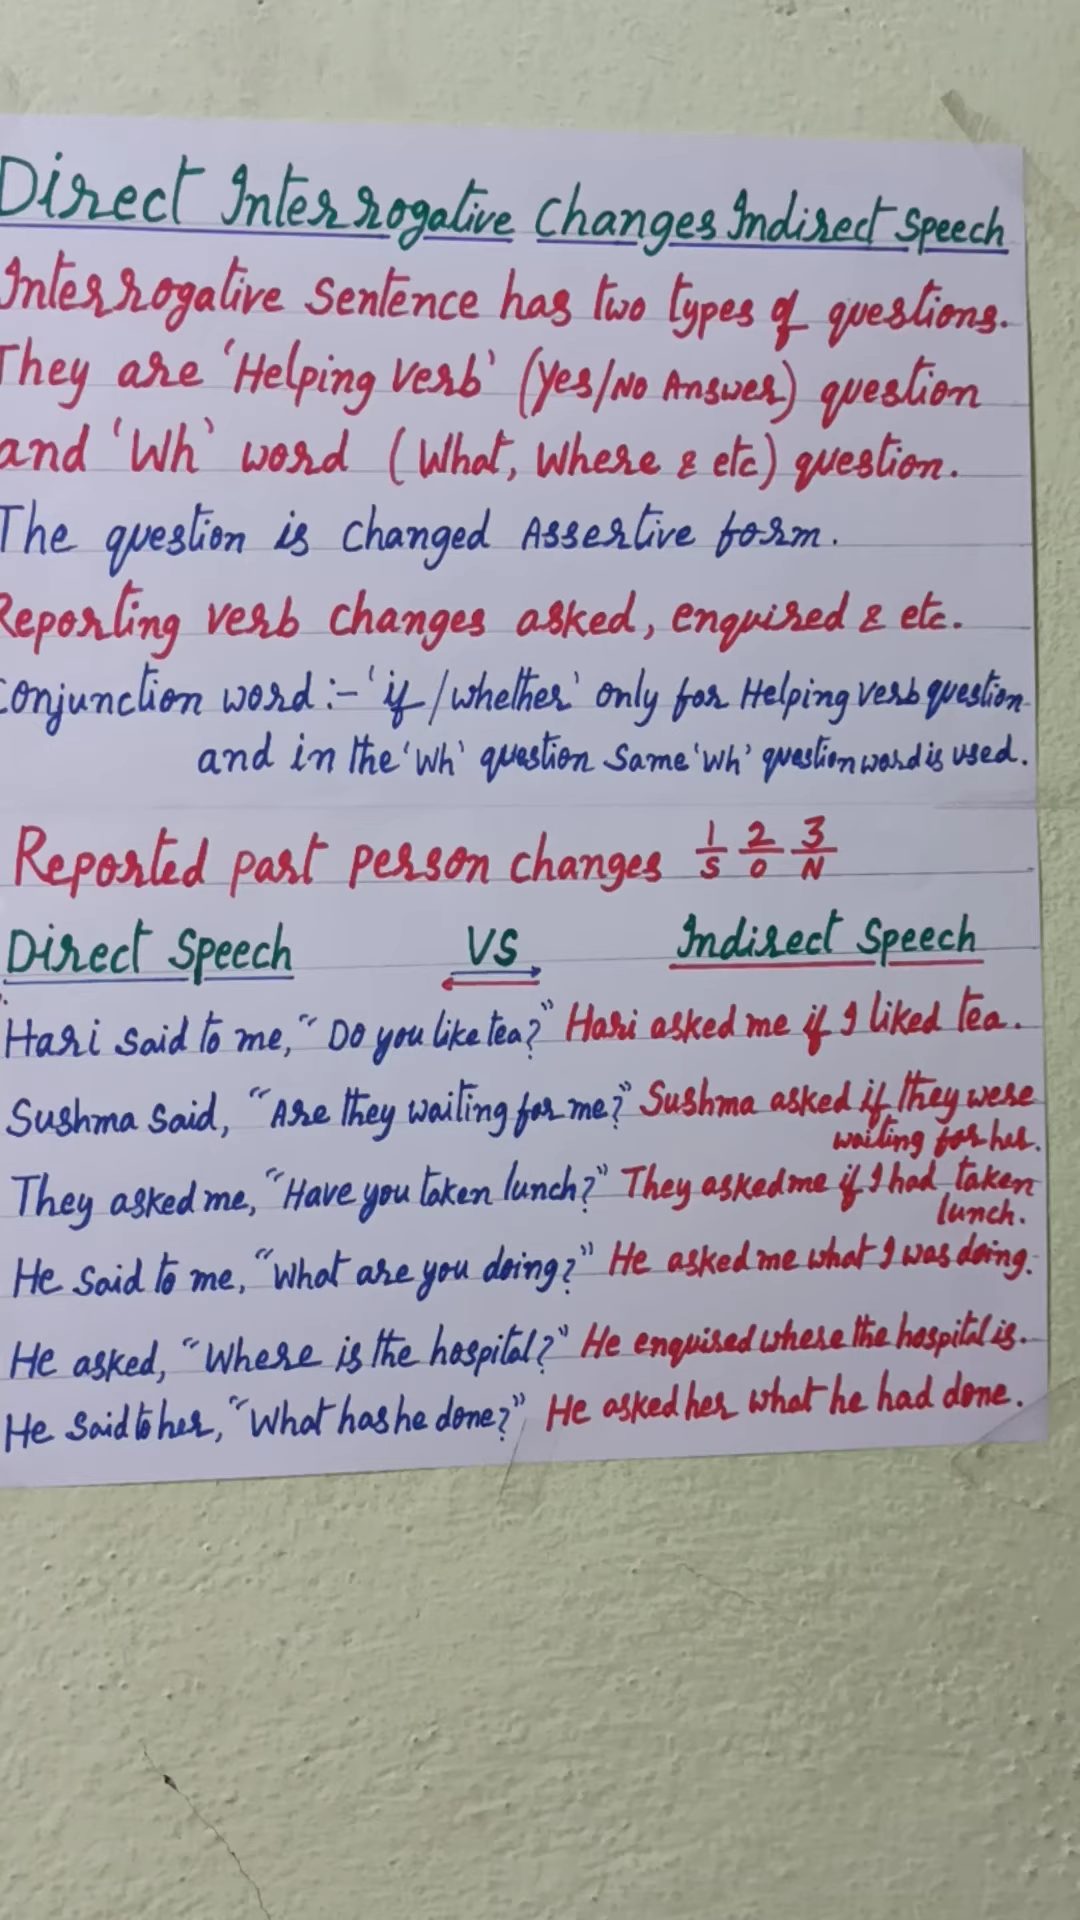 Direct Interrogative Changes Indirect Speech
Interrogative Sentence has two types of questions.
They are 'Helping verb' (Yes/No Answer) question
and 'Wh' word (What, Where & etc) question.
The question is changed Assertive form.
Reporting verb changes asked, enquired & etc.
Conjunction word :- 'if/whether' only for Helping verb question
and in the 'Wh' question Same 'Wh' question word is used.
Reported part person changes 1/S 2/O 3/N
Direct Speech VS Indirect Speech
Hari said to me, "Do you like tea?" Hari asked me if I liked tea.
Sushma Said, "Are they waiting for me?" Sushma asked if they were
waiting for her.
They asked me, "Have you taken lunch?" They asked me if I had taken
lunch.
He Said to me, "What are you doing?" He asked me what I was doing.
He asked, "Where is the hospital?" He enquired where the hospital is.
He Said to her, "What has he done?" He asked her what he had done.